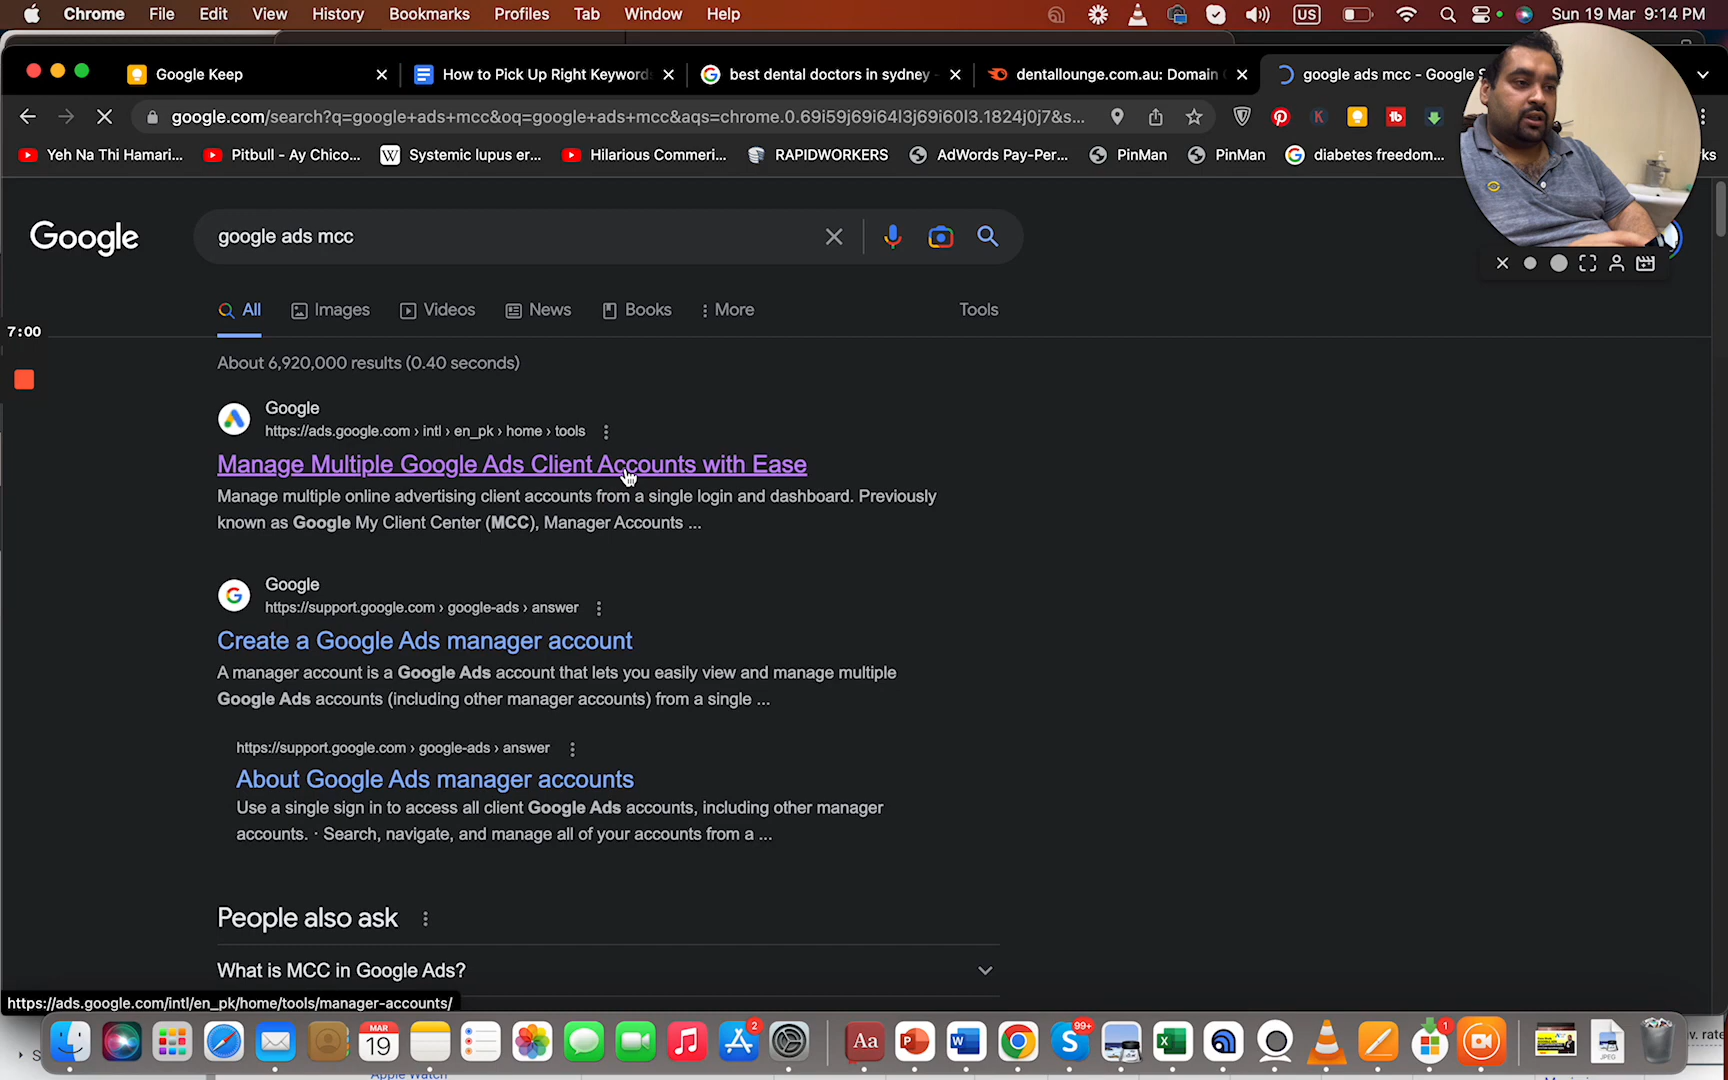 Chrome File Edit View History Bookmarks Profiles Tab Window Help US Sun 19 Mar 9:14 PM
Google Keep
How to Pick Up Right Keyword
best dental doctors in sydney -
dentallounge.com.au: Domain
google ads mcc - Google S
google.com/search?q=google+ads+mcc&oq=google+ads+mcc&aqs=chrome.0.69i59j69i64l3j69i60l3.1824j0j7&s...
Yeh Na Thi Hamari... Pitbull - Ay Chico... Systemic lupus er... Hilarious Commeri... RAPIDWORKERS AdWords Pay-Per... PinMan PinMan diabetes freedom... ks
Google
google ads mcc
All Images Videos News Books More Tools
7:00
About 6,920,000 results (0.40 seconds)
Google
https://ads.google.com › intl › en_pk › home › tools
Manage Multiple Google Ads Client Accounts with Ease
Manage multiple online advertising client accounts from a single login and dashboard. Previously
known as Google My Client Center (MCC), Manager Accounts ...
Google
https://support.google.com › google-ads › answer
Create a Google Ads manager account
A manager account is a Google Ads account that lets you easily view and manage multiple
Google Ads accounts (including other manager accounts) from a single ...
https://support.google.com › google-ads › answer
About Google Ads manager accounts
Use a single sign in to access all client Google Ads accounts, including other manager
accounts. · Search, navigate, and manage all of your accounts from a ...
People also ask
What is MCC in Google Ads?
https://ads.google.com/intl/en_pk/home/tools/manager-accounts/
MAR
19
2
Aa
99+
1
JPEG
v. rate
Apple Watch